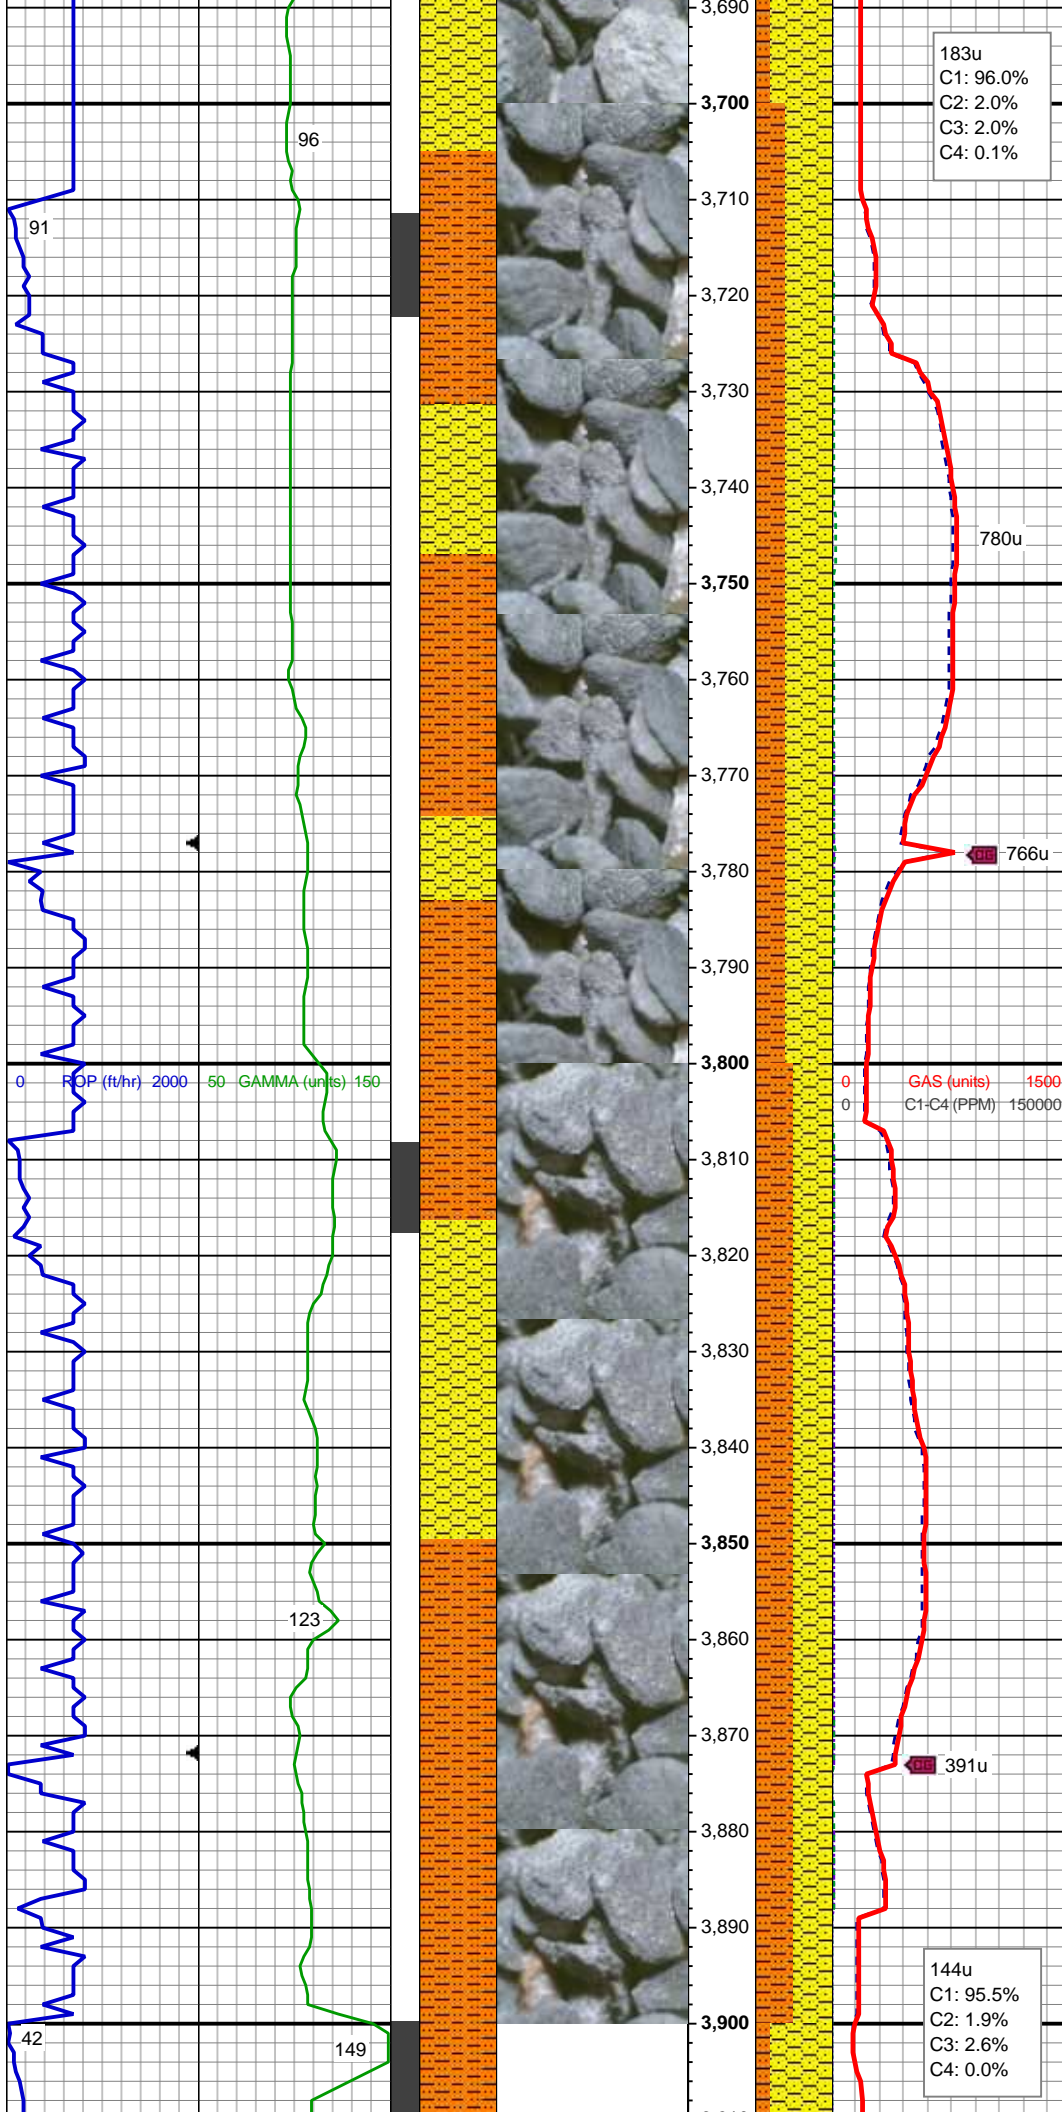 3,690
183u
C1: 96.0%
C2: 2.0%
C3: 2.0%
C4: 0.1%
3,700
96
3,710
91
3,720
3,730
3,740
780u
3,750
3,760
3,770
3,780
CG 766u
3,790
3,800
0 ROP (ft/hr) 2000 50 GAMMA (units) 150
0 GAS (units) 1500
0 C1-C4 (PPM) 150000
3,810
3,820
3,830
3,840
3,850
123
3,860
3,870
CG 391u
3,880
3,890
144u
C1: 95.5%
C2: 1.9%
C3: 2.6%
C4: 0.0%
3,900
42
149